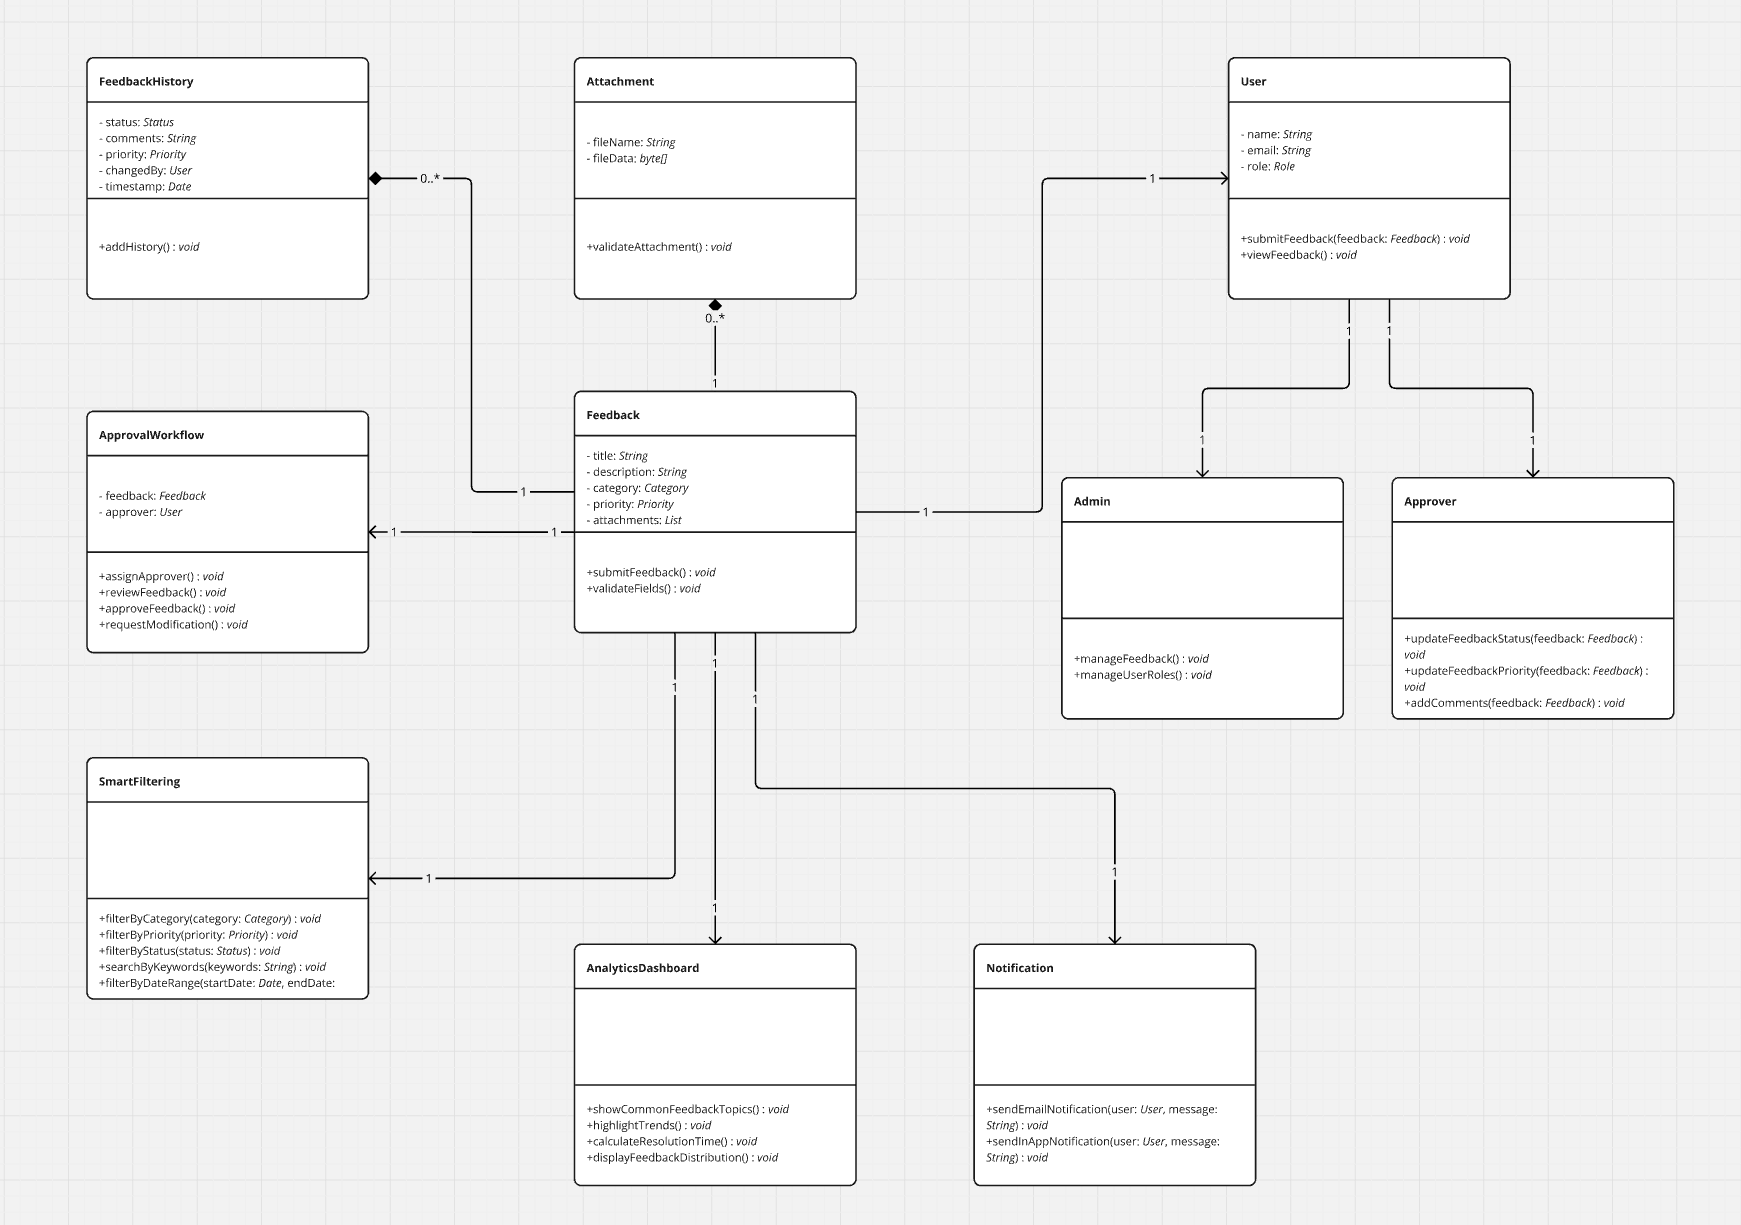 FeedbackHistory
- status: Status
- comments: String
- priority: Priority
- changedBy: User
- timestamp: Date
+addHistory() : void
0..*
1
Attachment
- fileName: String
- fileData: byte[]
+validateAttachment() : void
0..*
1
User
- name: String
- email: String
- role: Role
+submitFeedback(feedback: Feedback) : void
+viewFeedback() : void
1
1
1
1
1
1
ApprovalWorkflow
- feedback: Feedback
- approver: User
+assignApprover() : void
+reviewFeedback() : void
+approveFeedback() : void
+requestModification() : void
1
1
Feedback
- title: String
- description: String
- category: Category
- priority: Priority
- attachments: List
+submitFeedback() : void
+validateFields() : void
1
1
1
Admin
+manageFeedback() : void
+manageUserRoles() : void
Approver
+updateFeedbackStatus(feedback: Feedback) :
void
+updateFeedbackPriority(feedback: Feedback) :
void
+addComments(feedback: Feedback) : void
SmartFiltering
+filterByCategory(category: Category) : void
+filterByPriority(priority: Priority) : void
+filterByStatus(status: Status) : void
+searchByKeywords(keywords: String) : void
+filterByDateRange(startDate: Date, endDate:
1
1
1
AnalyticsDashboard
+showCommonFeedbackTopics() : void
+highlightTrends() : void
+calculateResolutionTime() : void
+displayFeedbackDistribution() : void
Notification
+sendEmailNotification(user: User, message:
String) : void
+sendInAppNotification(user: User, message:
String) : void